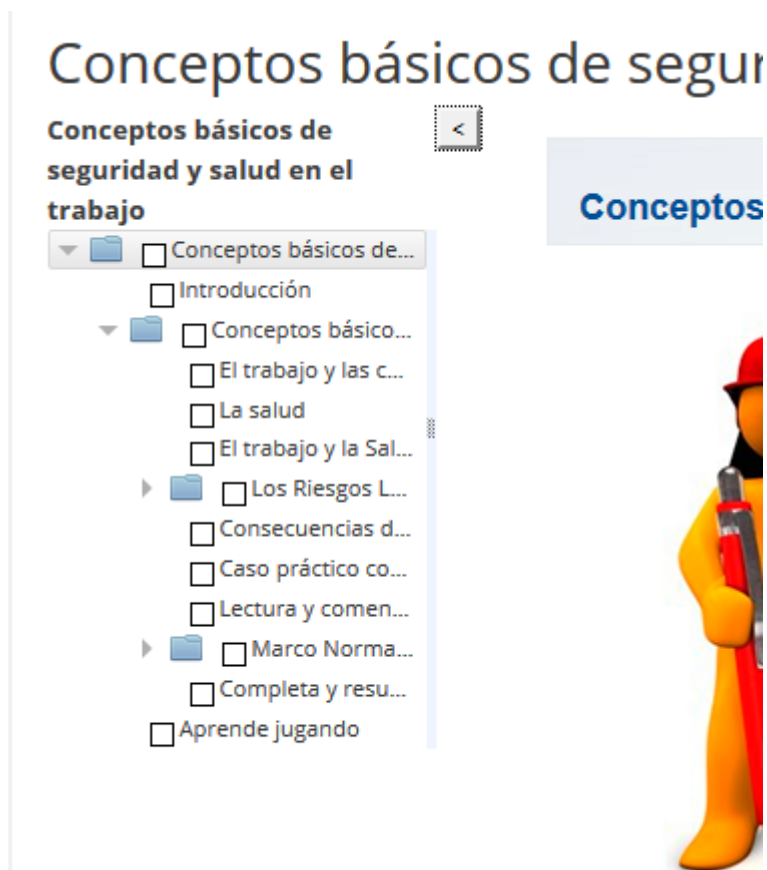 Conceptos básicos de segur
Conceptos básicos de
seguridad y salud en el
trabajo
<
Conceptos
Conceptos básicos de...
Introducción
Conceptos básico...
El trabajo y las c...
La salud
El trabajo y la Sal...
Los Riesgos L...
Consecuencias d...
Caso práctico co...
Lectura y comen...
Marco Norma...
Completa y resu...
Aprende jugando